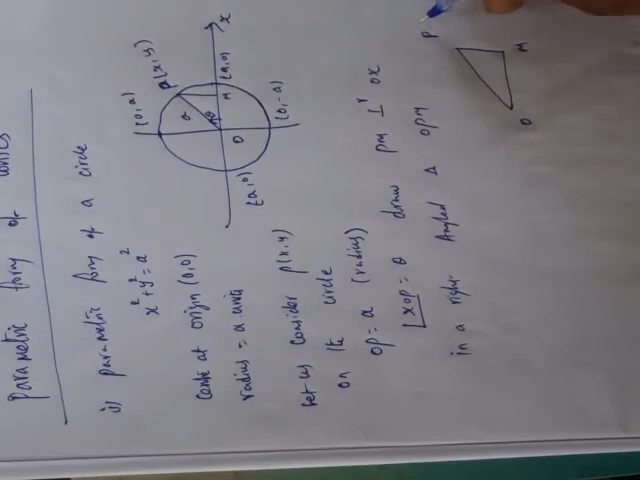 Parametric form of conics
i) parametric form of a circle
x² + y² = a²
Centre at origin (0,0)
radius = a units
let us consider p(x,y)
on the circle
OP = a (radius)
∠XOP = θ draw PM ⊥r OX
in a right Angled Δ OPM
(0,a)
P(x,y)
x
a
θ
M
(a,0)
O
(-a,0)
(0,-a)
P
M
O